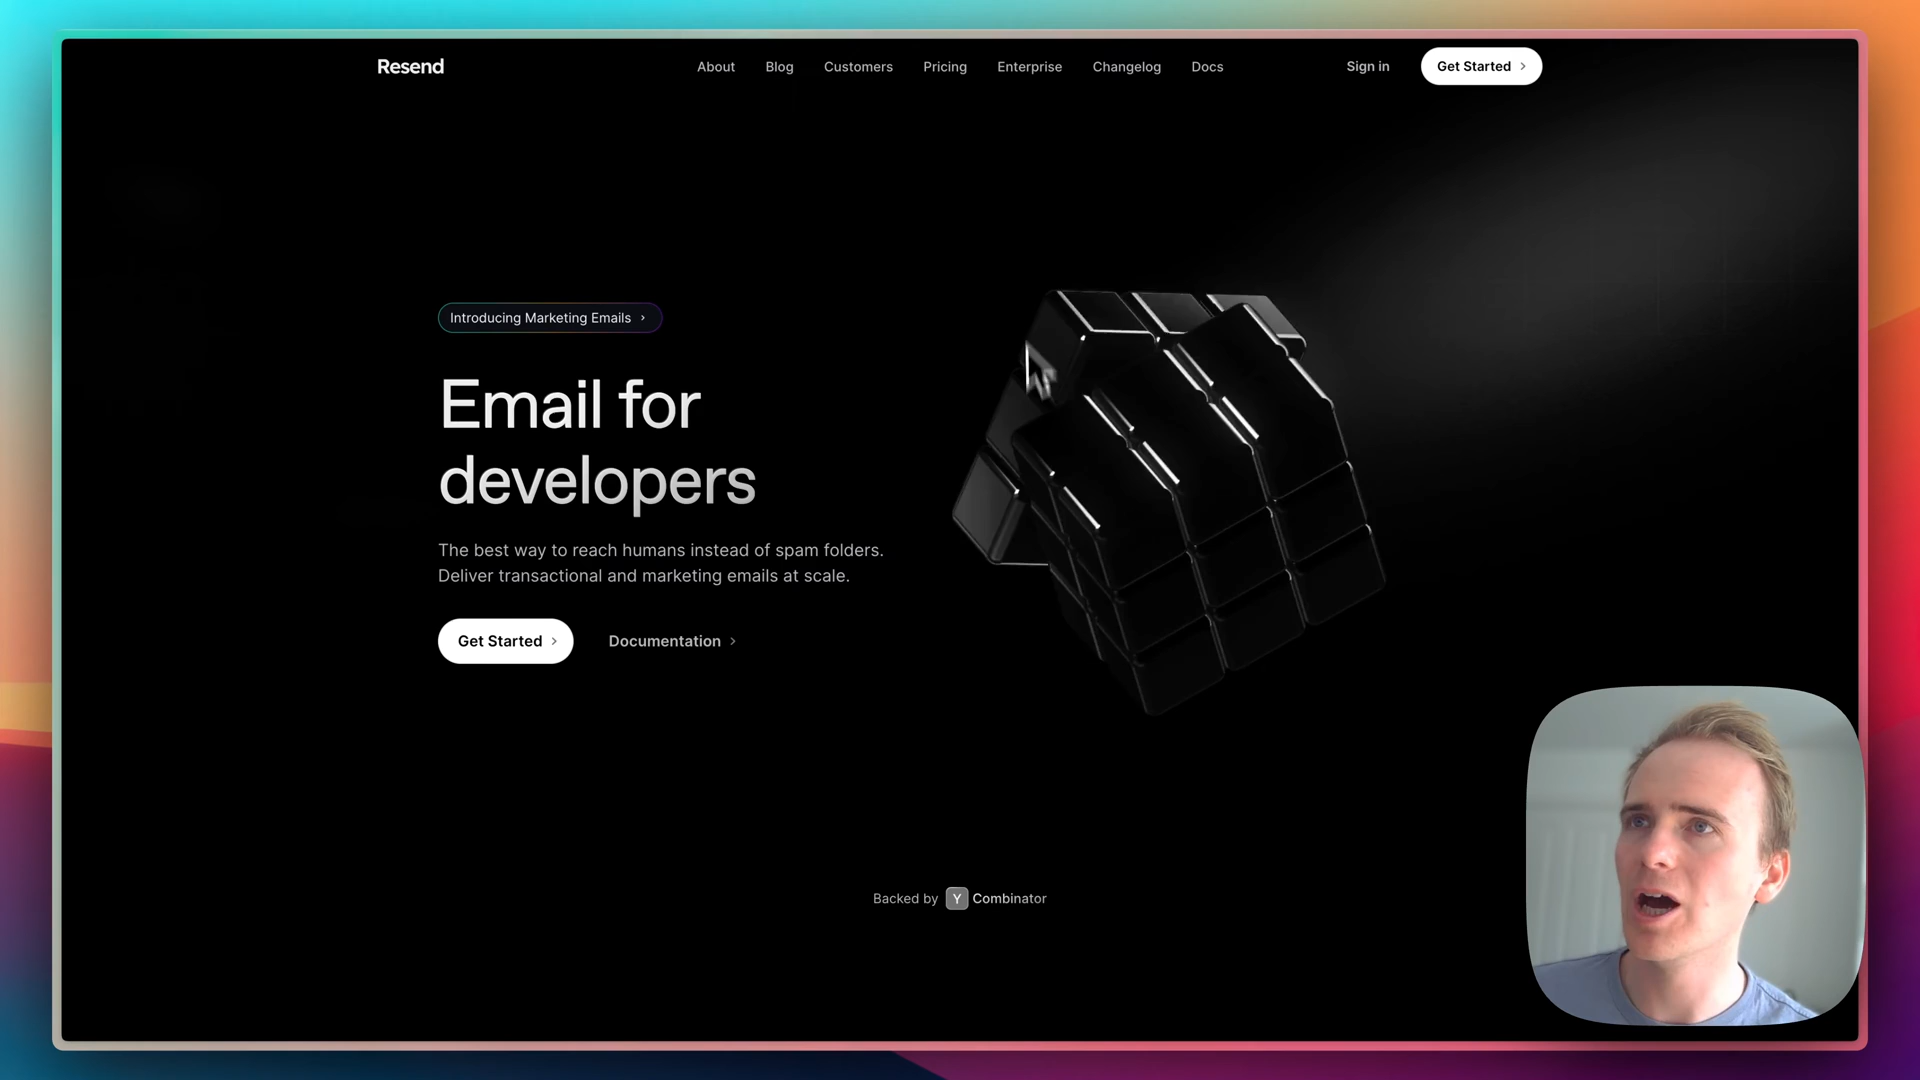 Resend
About
Blog
Customers
Pricing
Enterprise
Changelog
Docs
Sign in
Get Started
Introducing Marketing Emails
Email for
developers
The best way to reach humans instead of spam folders.
Deliver transactional and marketing emails at scale.
Get Started
Documentation
Backed by Y Combinator